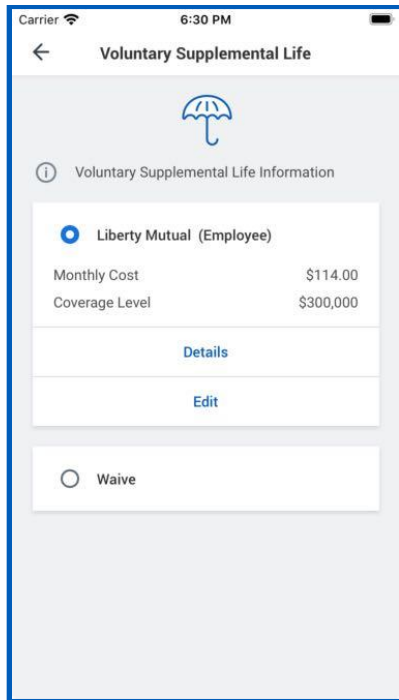 Carrier 6:30 PM
Voluntary Supplemental Life
Voluntary Supplemental Life Information
Liberty Mutual (Employee)
Monthly Cost $114.00
Coverage Level $300,000
Details
Edit
Waive